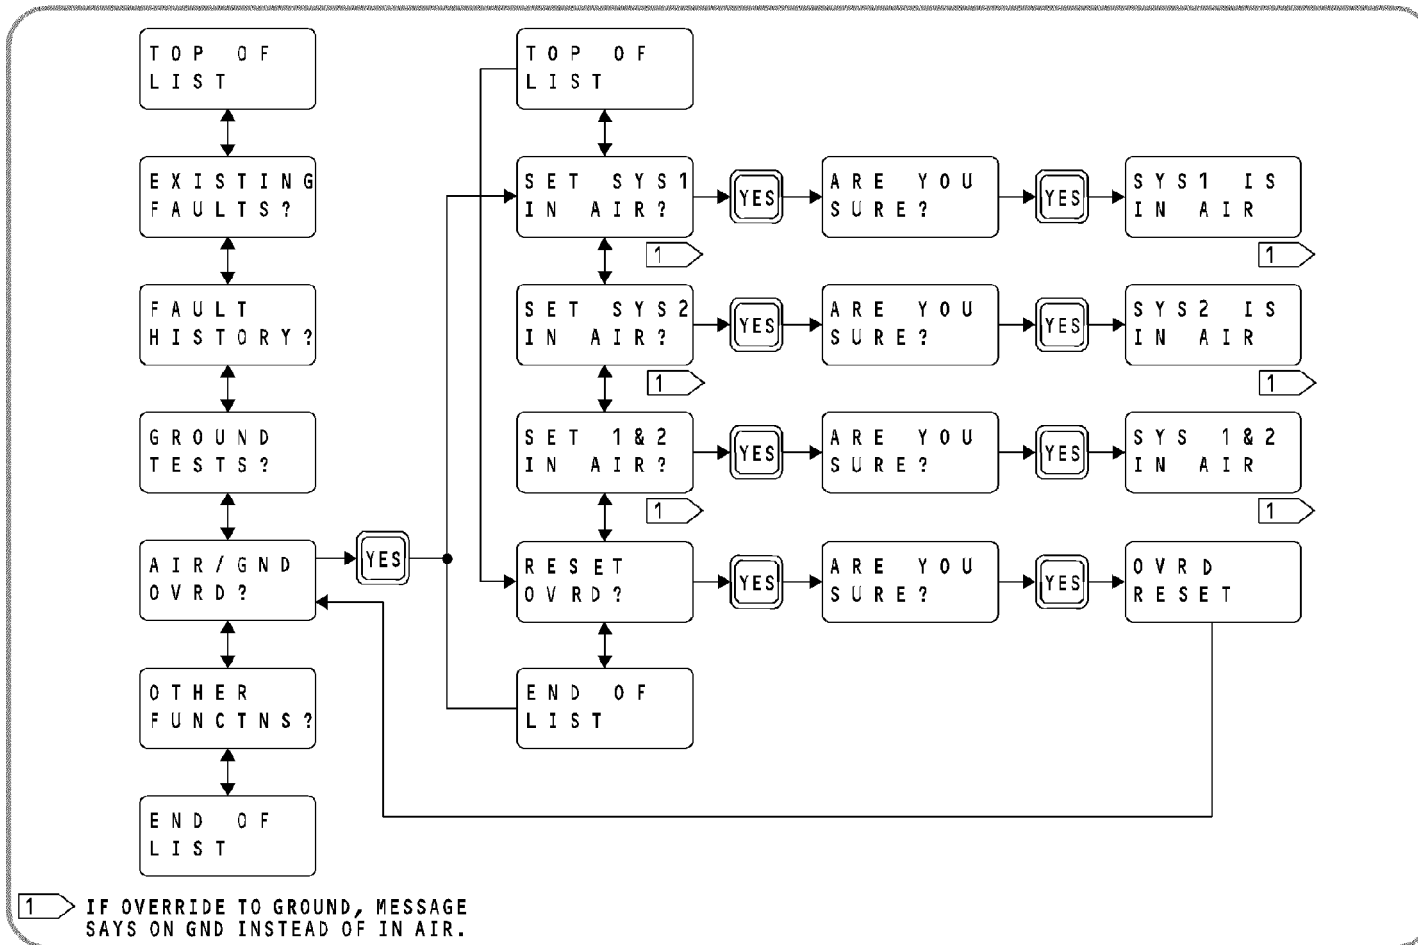 TOP OF
LIST
EXISTING
FAULTS?
FAULT
HISTORY?
GROUND
TESTS?
AIR/GND
OVRD?
YES
OTHER
FUNCTNS?
END OF
LIST
TOP OF
LIST
SET SYS1
IN AIR?
1
YES
ARE YOU
SURE?
YES
SYS1 IS
IN AIR
1
SET SYS2
IN AIR?
1
YES
ARE YOU
SURE?
YES
SYS2 IS
IN AIR
1
SET 1&2
IN AIR?
1
YES
ARE YOU
SURE?
YES
SYS 1&2
IN AIR
1
RESET
OVRD?
YES
ARE YOU
SURE?
YES
OVRD
RESET
END OF
LIST
1 IF OVERRIDE TO GROUND, MESSAGE
SAYS ON GND INSTEAD OF IN AIR.